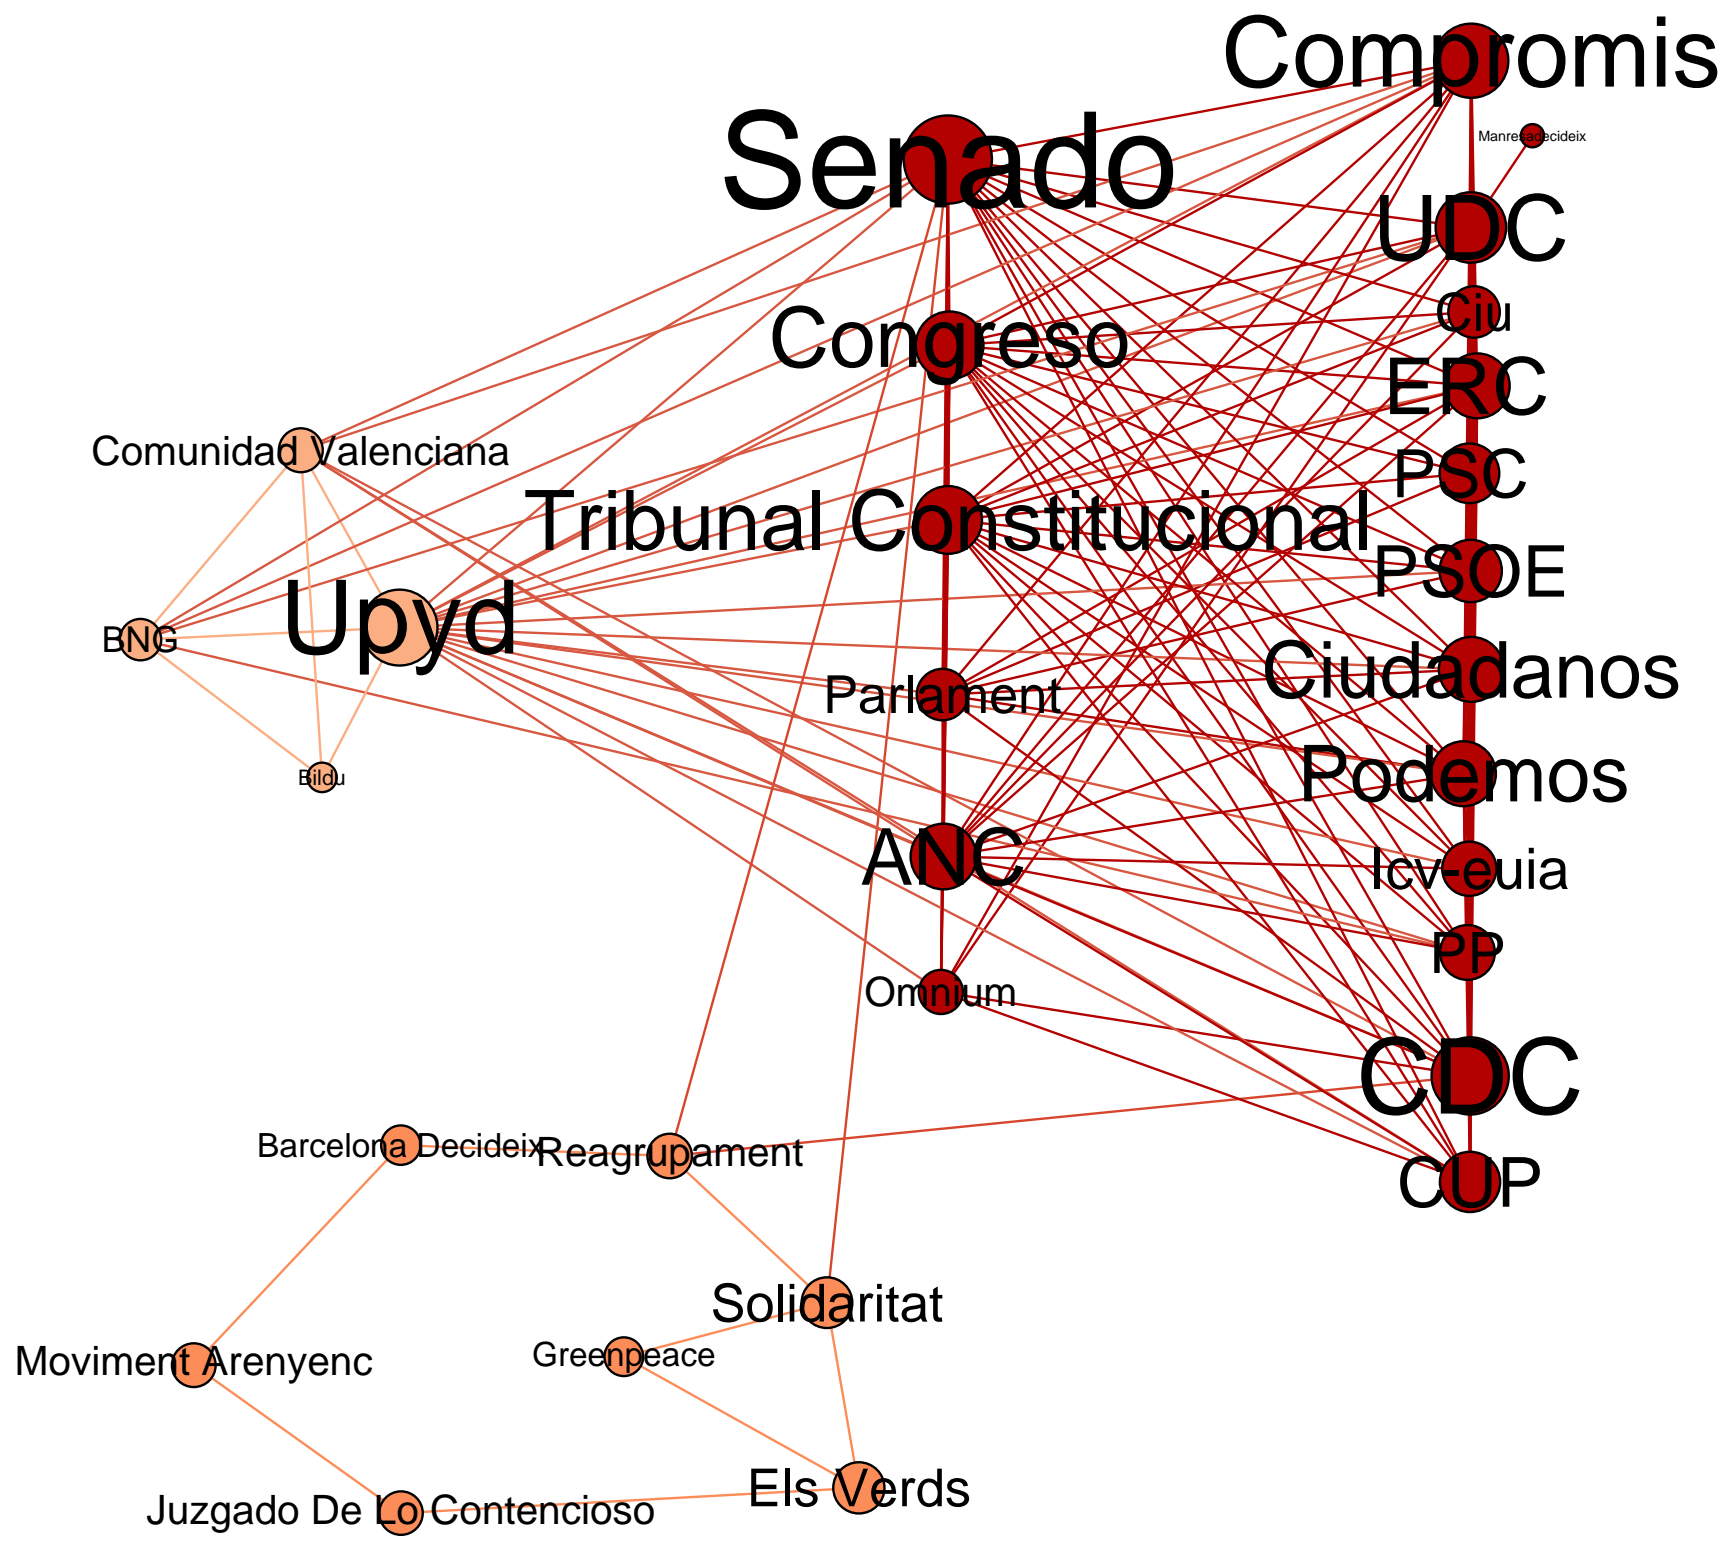 Compromis
Manresadecideix
Senado
UDC
Ciu
Congreso
ERC
Comunidad Valenciana
PSC
Tribunal Constitucional
PSOE
Upyd
BNG
Ciudadanos
Parlament
Bildu
Podemos
ANC
Icv-euia
PP
Omnium
CDC
Barcelona Decideix
Reagrupament
CUP
Solidaritat
Greenpeace
Moviment Arenyenc
Els Verds
Juzgado De Lo Contencioso